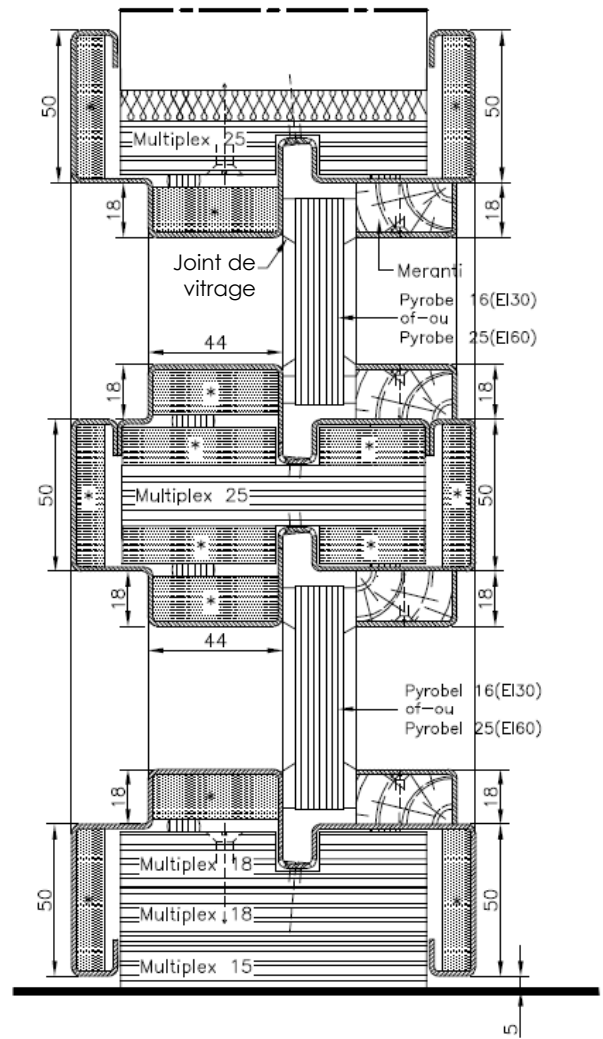 50
50
Multiplex 25
*
*
18
*
18
Joint de
vitrage
Meranti
Pyrobe 16(EI30)
of-ou
Pyrobe 25(EI60)
44
18
*
18
*
*
50
*
Multiplex 25
*
50
*
*
18
*
18
44
Pyrobel 16(EI30)
of-ou
Pyrobel 25(EI60)
18
*
18
50
*
Multiplex 18
*
50
Multiplex 18
Multiplex 15
5